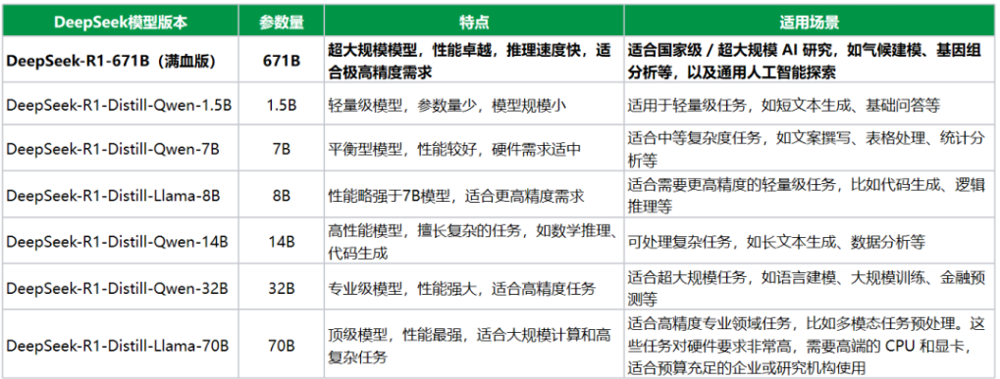 DeepSeek模型版本 参数量 特点 适用场景
DeepSeek-R1-671B（满血版） 671B 超大规模模型，性能卓越，推理速度快，适
合极高精度需求 适合国家级 / 超大规模 AI 研究，如气候建模、基因组
分析等，以及通用人工智能探索
DeepSeek-R1-Distill-Qwen-1.5B 1.5B 轻量级模型，参数量少，模型规模小 适用于轻量级任务，如短文本生成、基础问答等
DeepSeek-R1-Distill-Qwen-7B 7B 平衡型模型，性能较好，硬件需求适中 适合中等复杂度任务，如文案撰写、表格处理、统计分
析等
DeepSeek-R1-Distill-Llama-8B 8B 性能略强于7B模型，适合更高精度需求 适合需要更高精度的轻量级任务，比如代码生成、逻辑
推理等
DeepSeek-R1-Distill-Qwen-14B 14B 高性能模型，擅长复杂的任务，如数学推理、
代码生成 可处理复杂任务，如长文本生成、数据分析等
DeepSeek-R1-Distill-Qwen-32B 32B 专业级模型，性能强大，适合高精度任务 适合超大规模任务，如语言建模、大规模训练、金融预
测等
DeepSeek-R1-Distill-Llama-70B 70B 顶级模型，性能最强，适合大规模计算和高
复杂任务 适合高精度专业领域任务，比如多模态任务预处理。这
些任务对硬件要求非常高，需要高端的 CPU 和显卡，
适合预算充足的企业或研究机构使用